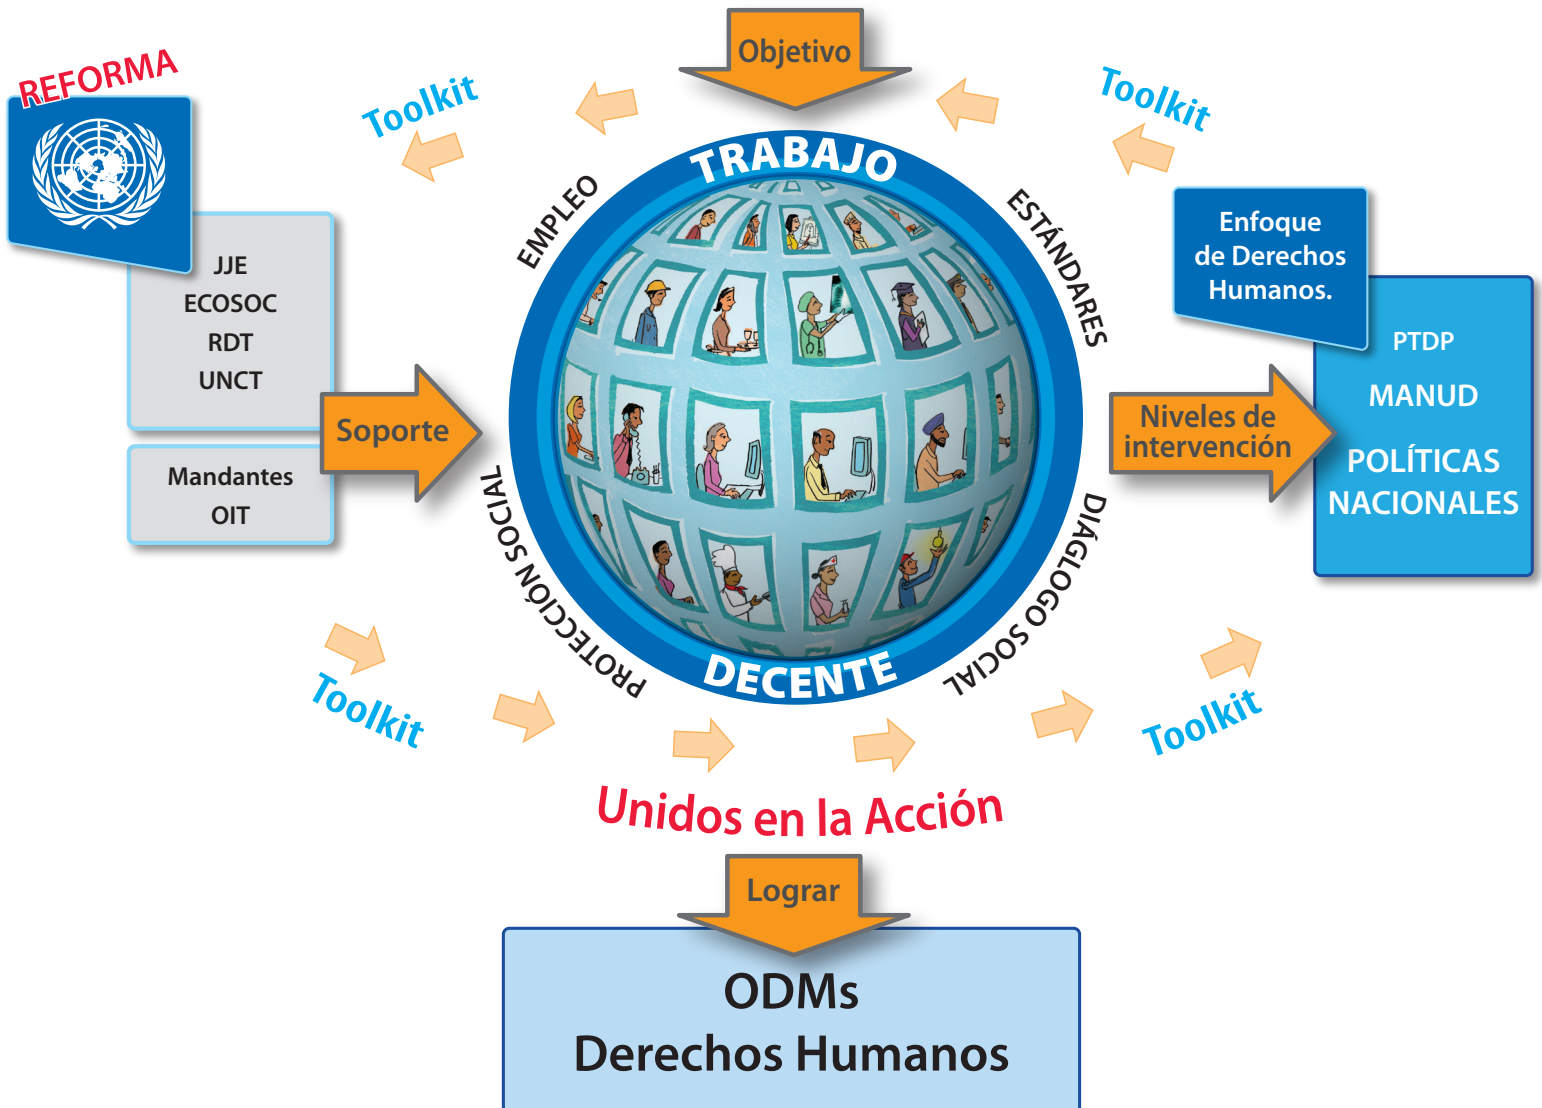 Objetivo
REFORMA
Toolkit
Toolkit
TRABAJO
DECENTE
EMPLEO
ESTÁNDARES
PROTECCIÓN SOCIAL
DIÁGLOGO SOCIAL
JJE
ECOSOC
RDT
UNCT
Mandantes
OIT
Soporte
Niveles de
intervención
Enfoque
de Derechos
Humanos.
PTDP
MANUD
POLÍTICAS
NACIONALES
Toolkit
Toolkit
Unidos en la Acción
Lograr
ODMs
Derechos Humanos